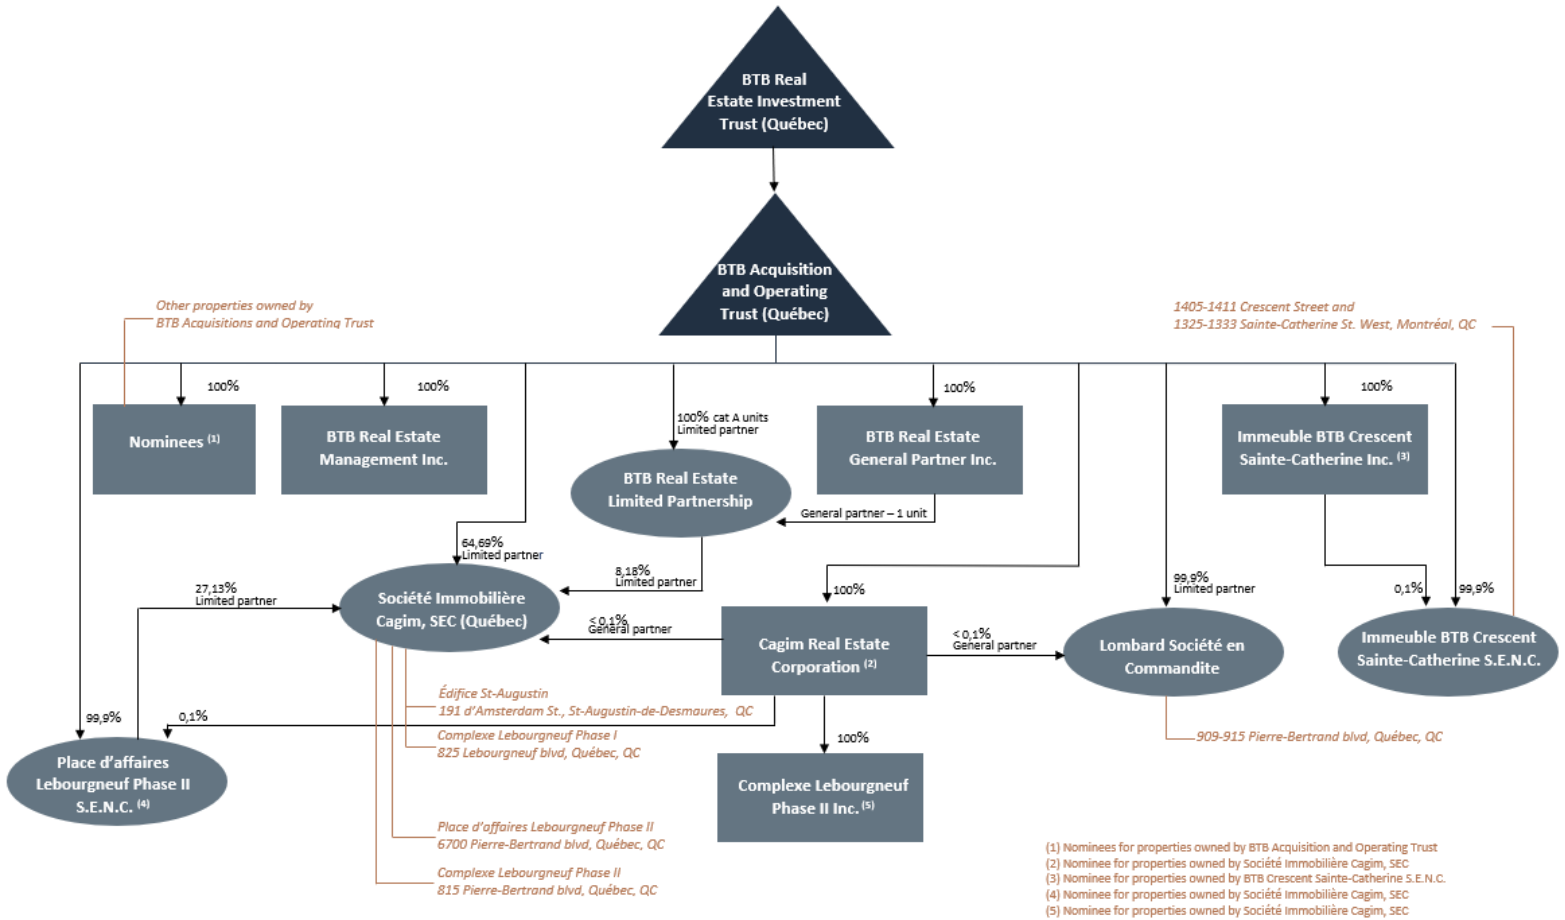 BTB Real
Estate Investment
Trust (Québec)
BTB Acquisition
and Operating
Trust (Québec)
Other properties owned by
BTB Acquisitions and Operating Trust
1405-1411 Crescent Street and
1325-1333 Sainte-Catherine St. West, Montréal, QC
100%
Nominees (1)
100%
BTB Real Estate
Management Inc.
100% cat A units
Limited partner
BTB Real Estate
Limited Partnership
100%
BTB Real Estate
General Partner Inc.
General partner – 1 unit
100%
Immeuble BTB Crescent
Sainte-Catherine Inc. (3)
64,69%
Limited partner
8,18%
Limited partner
27,13%
Limited partner
Société Immobilière
Cagim, SEC (Québec)
< 0,1%
General partner
100%
Cagim Real Estate
Corporation (2)
< 0,1%
General partner
99,9%
Limited partner
Lombard Société en
Commandite
0,1%
99,9%
Immeuble BTB Crescent
Sainte-Catherine S.E.N.C.
Édifice St-Augustin
191 d'Amsterdam St., St-Augustin-de-Desmaures, QC
99,9%
0,1%
Complexe Lebourgneuf Phase I
825 Lebourgneuf blvd, Québec, QC
100%
909-915 Pierre-Bertrand blvd, Québec, QC
Place d'affaires
Lebourgneuf Phase II
S.E.N.C. (4)
Complexe Lebourgneuf
Phase II Inc. (5)
Place d'affaires Lebourgneuf Phase II
6700 Pierre-Bertrand blvd, Québec, QC
Complexe Lebourgneuf Phase II
815 Pierre-Bertrand blvd, Québec, QC
(1) Nominees for properties owned by BTB Acquisition and Operating Trust
(2) Nominee for properties owned by Société Immobilière Cagim, SEC
(3) Nominee for properties owned by BTB Crescent Sainte-Catherine S.E.N.C.
(4) Nominee for properties owned by Société Immobilière Cagim, SEC
(5) Nominee for properties owned by Société Immobilière Cagim, SEC